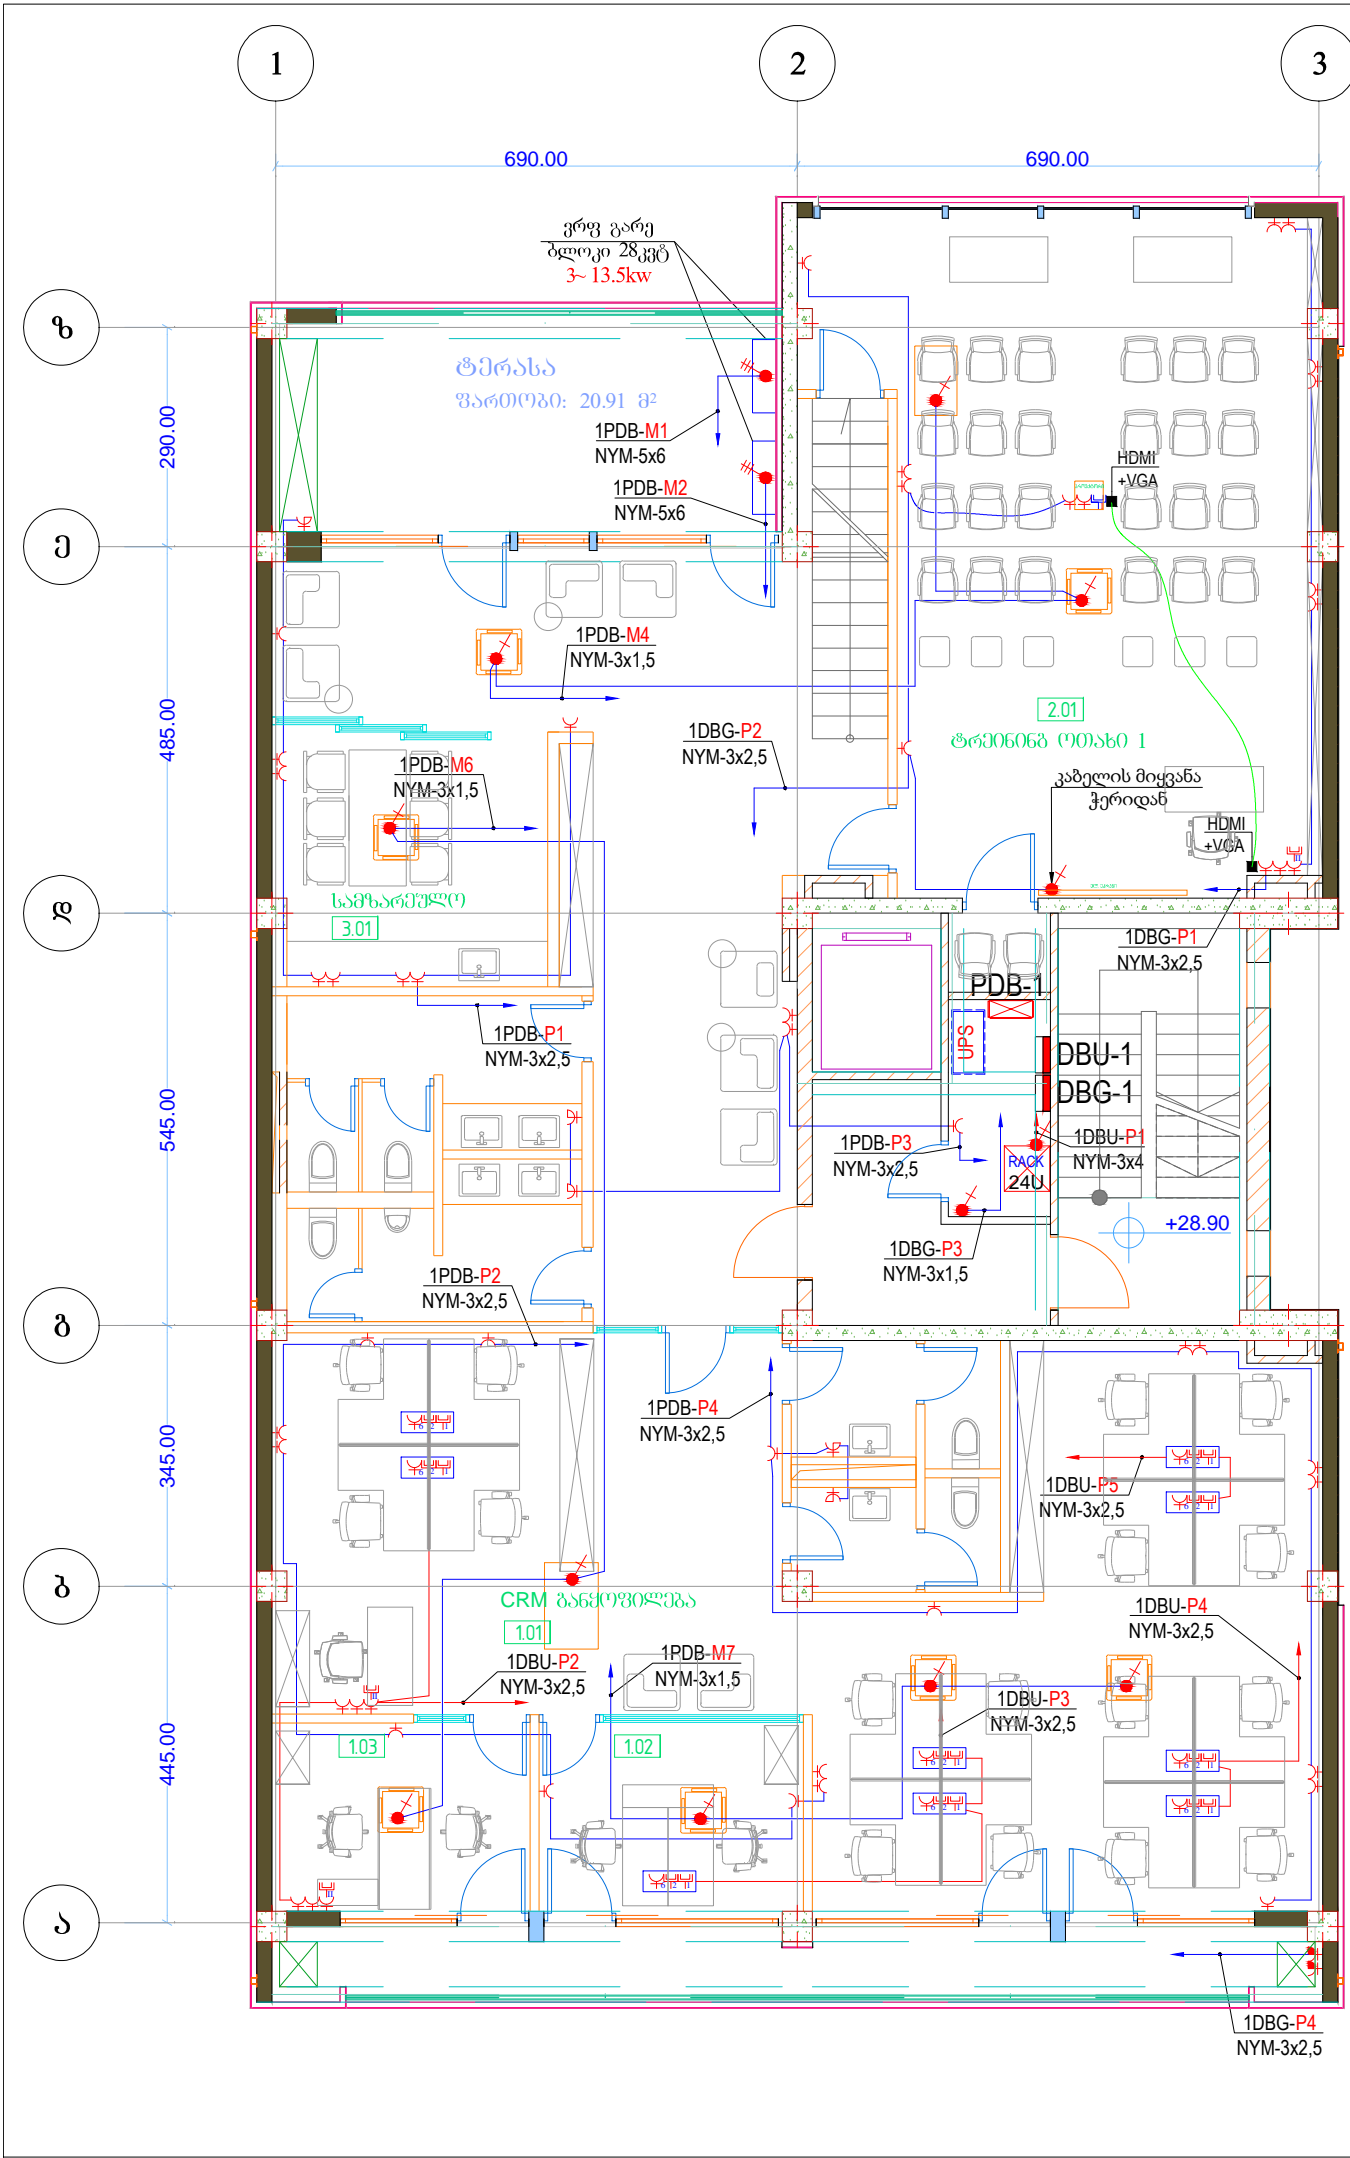 1
2
3
690.00
690.00
ვრფ გარე
ბლოკი 28კვტ
3~ 13.5kw
ზ
ტერასა
ფართობი: 20.91 მ²
290.00
1PDB-M1
NYM-5x6
HDMI
+VGA
1PDB-M2
NYM-5x6
ე
1PDB-M4
NYM-3x1,5
485.00
2.01
ტრეინინგ ოთახი 1
1DBG-P2
NYM-3x2,5
1PDB-M6
NYM-3x1,5
კაბელის მიყვანა
ჭერიდან
HDMI
+VGA
სამზარეულო
3.01
დ
1DBG-P1
NYM-3x2,5
PDB-1
1PDB-P1
NYM-3x2,5
UPS
DBU-1
DBG-1
545.00
1PDB-P3
NYM-3x2,5
1DBU-P1
NYM-3x4
RACK
24U
+28.90
1DBG-P3
NYM-3x1,5
1PDB-P2
NYM-3x2,5
გ
1PDB-P4
NYM-3x2,5
345.00
1DBU-P5
NYM-3x2,5
ბ
CRM განყოფილება
1.01
1DBU-P4
NYM-3x2,5
1DBU-P2
NYM-3x2,5
1PDB-M7
NYM-3x1,5
1DBU-P3
NYM-3x2,5
1.03
1.02
445.00
ა
1DBG-P4
NYM-3x2,5